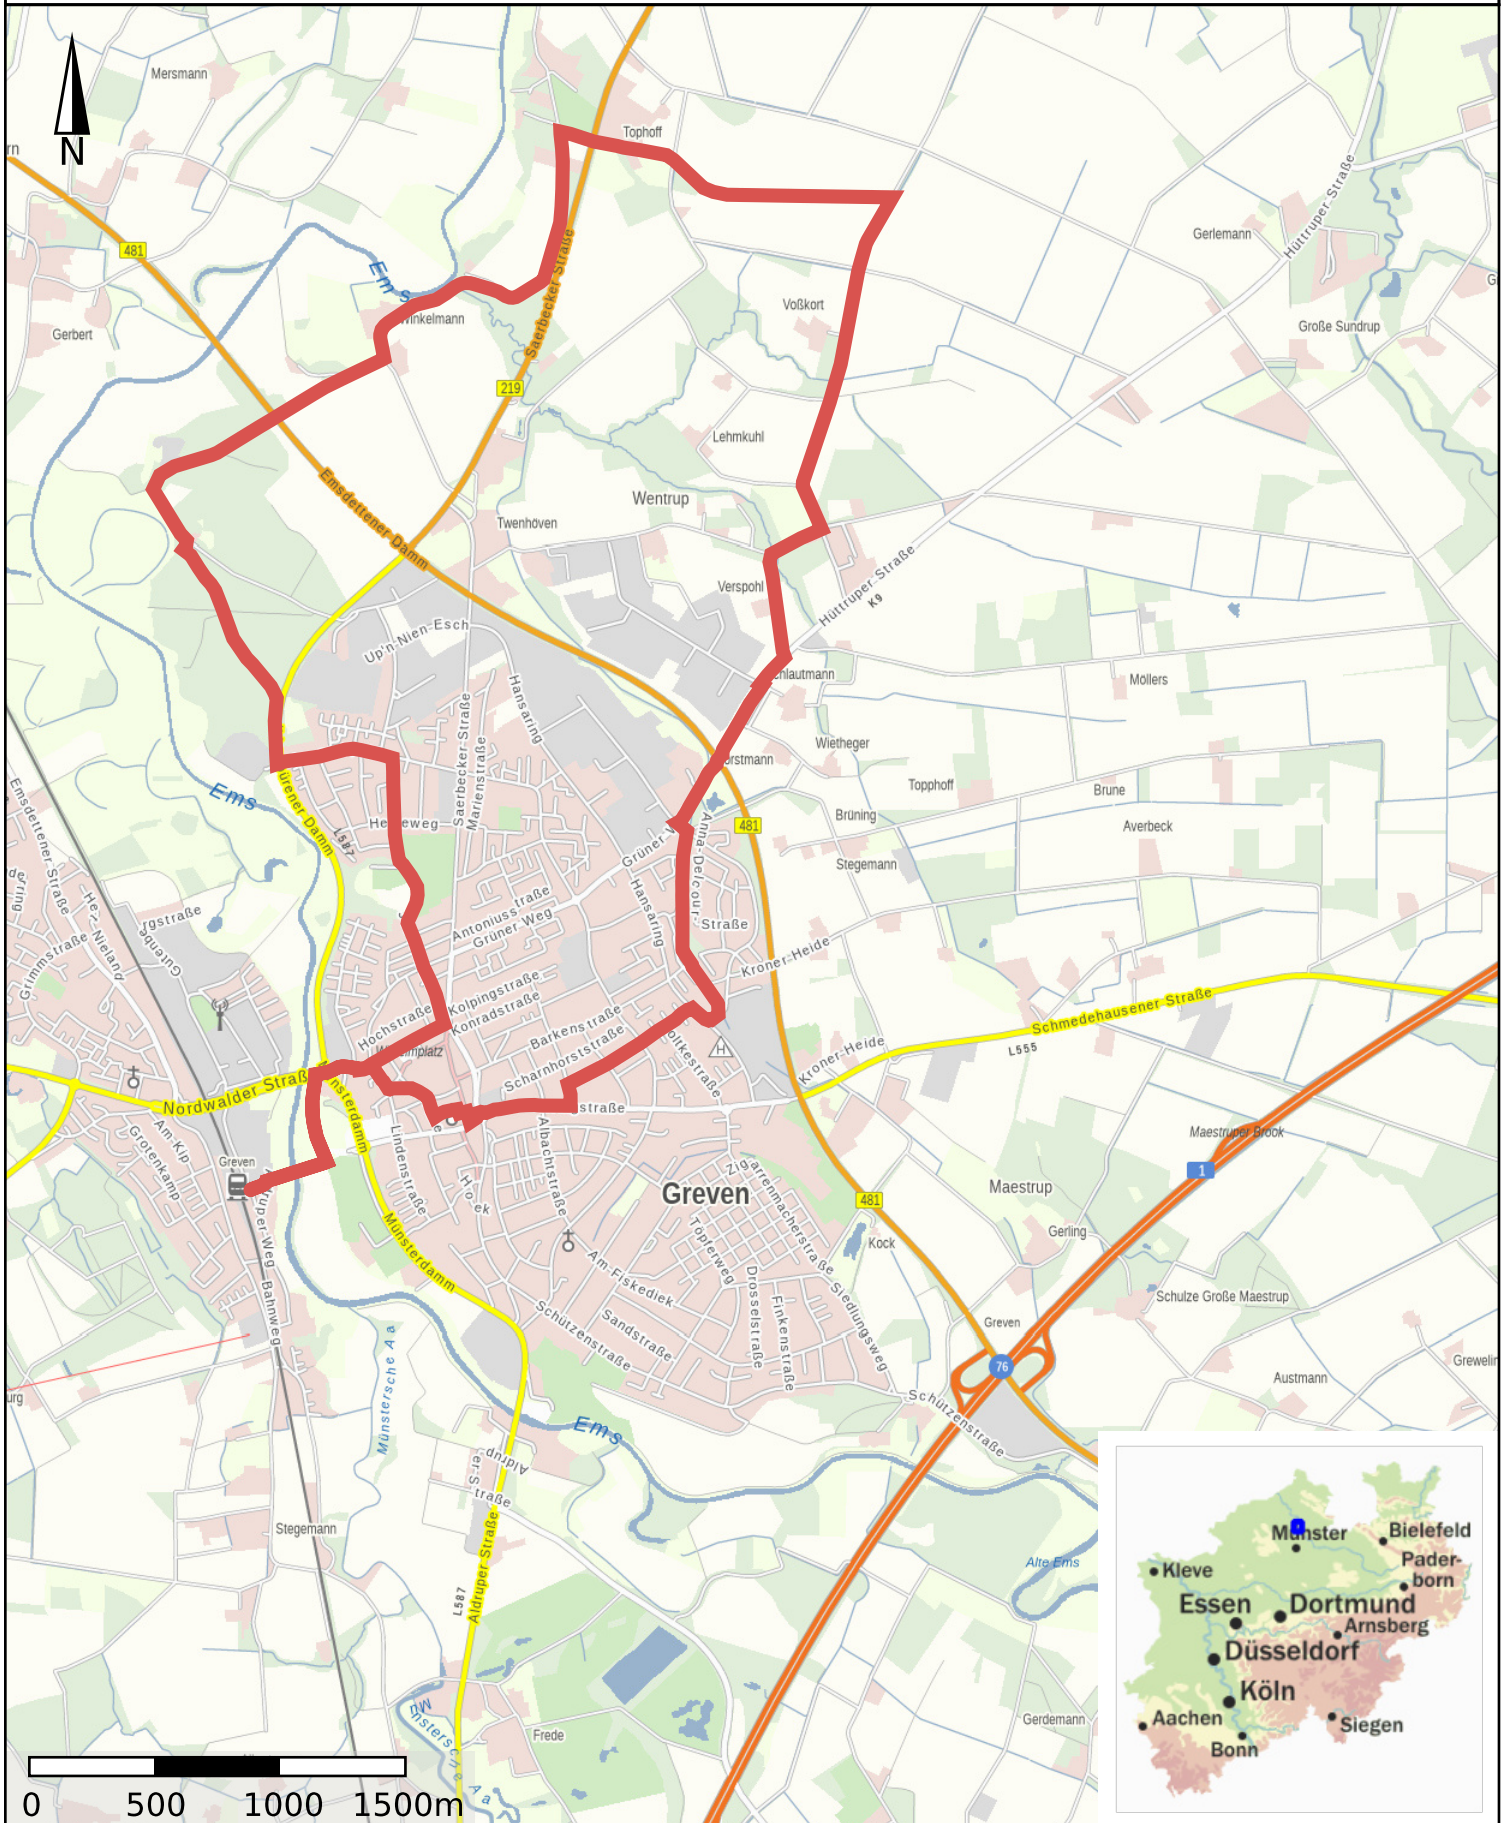 Mersmann
N
Tophoff
481
Gerlemann
Hüttruper-Straße
Ems
Saerbecker Straße
Voßkort
Gerbert
Große Sundrup
219
Lehmkuhl
Emsdettener Damm
Wentrup
Twenhöven
Verspohl
Hüttruper-Straße
K9
Up'n-Nien-Esch
Hansaring
Möllers
Saerbecker-Straße
Marienstraße
Wietheger
Topphoff
Brune
Ems
Emsdettener-Straße
L587
481
Brüning
Averbeck
Grüner
Anna-Delcour-
Straße
Stegemann
Hansaring
Antoniusstraße
Grüner-Weg
Grimmstraße
Kroner-Heide
Kolpingstraße
Konradstraße
Hochstraße
Barkenstraße
Scharnhorststraße
Schmedehausener Straße
L555
Kroner-Heide
H
Nordwalder
Am-Kip
Grotenkamp
Lindenstraße
Albachtstraße
straße
Maestruper Brook
1
Greven
Greven
Zigarrenmacherstraße
Maestrup
481
Kock
Gerling
Töpferweg
Münsterdamm
Am-Fiskediek
Drosselstraße
Finkenstraße
Siedlungsweg
Sandstraße
Schützenstraße
Bahnweg
Schulze Große Maestrup
Greven
76
Austmann
Münstersche Aa
Ems
Schützenstraße
Stegemann
Alte Ems
L587
Aldruper Straße
Frede
Gerdemann
Münster
Bielefeld
Kleve
Pader-
born
Essen
Dortmund
Arnsberg
Düsseldorf
Köln
Aachen
Siegen
Bonn
0 500 1000 1500m